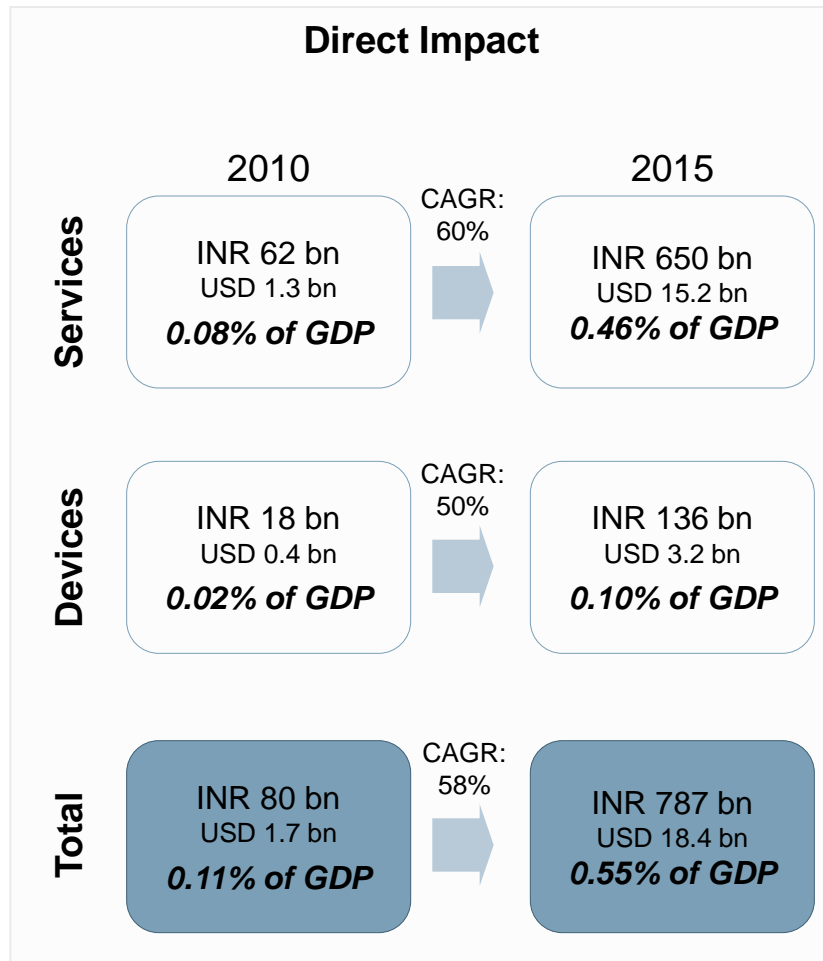 Direct Impact
2010
2015
Services
INR 62 bn
USD 1.3 bn
0.08% of GDP
CAGR:
60%
INR 650 bn
USD 15.2 bn
0.46% of GDP
Devices
INR 18 bn
USD 0.4 bn
0.02% of GDP
CAGR:
50%
INR 136 bn
USD 3.2 bn
0.10% of GDP
Total
INR 80 bn
USD 1.7 bn
0.11% of GDP
CAGR:
58%
INR 787 bn
USD 18.4 bn
0.55% of GDP